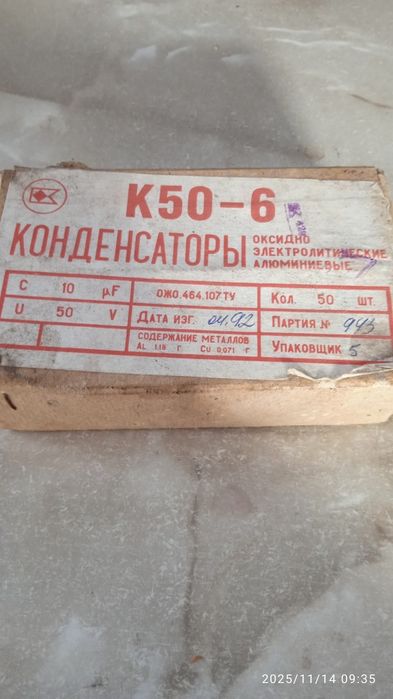 К50-6
КОНДЕНСАТОРЫ
ОКСИДНО
ЭЛЕКТРОЛИТИЧЕСКИЕ
АЛЮМИНИЕВЫЕ
С 10 μF
U 50 V
ОЖО.464.107 ТУ
ДАТА ИЗГ. 04.92
СОДЕРЖАНИЕ МЕТАЛЛОВ
AL 1,18 Г CU 0,071 Г
КОЛ. 50 ШТ.
ПАРТИЯ № 993
УПАКОВЩИК 5
2025/11/14 09:35